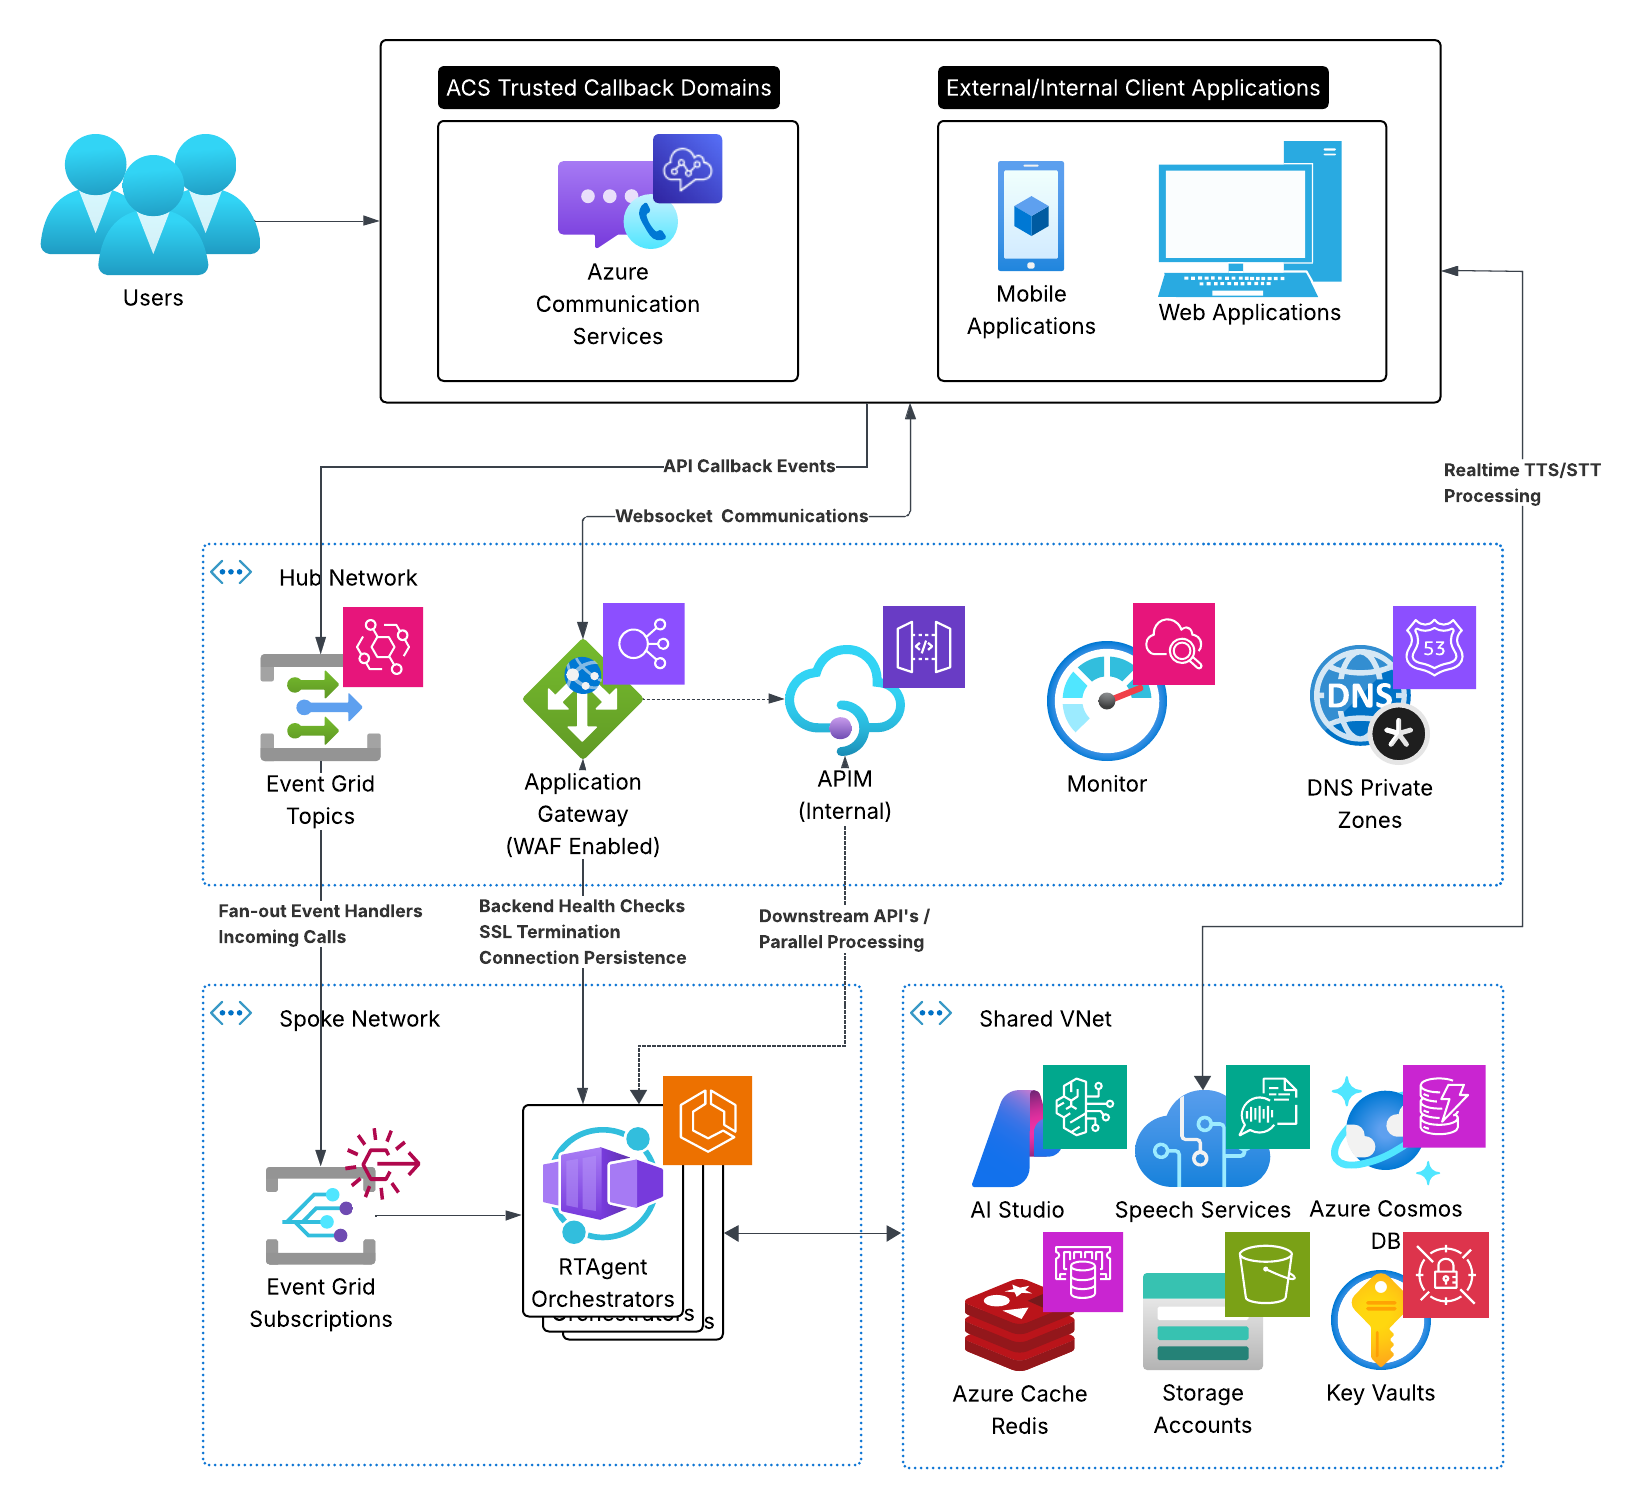 ACS Trusted Callback Domains
External/Internal Client Applications
Azure
Communication
Services
Mobile
Applications
Web Applications
Users
API Callback Events
Websocket Communications
Realtime TTS/STT
Processing
Hub Network
53
DNS
Event Grid
Topics
Application
Gateway
(WAF Enabled)
APIM
(Internal)
Monitor
DNS Private
Zones
Fan-out Event Handlers
Incoming Calls
Backend Health Checks
SSL Termination
Connection Persistence
Downstream API's /
Parallel Processing
Spoke Network
Shared VNet
AI Studio
Speech Services
Azure Cosmos
DB
Event Grid
Subscriptions
RTAgent
Orchestrators
Orchestrators
s
Azure Cache
Redis
Storage
Accounts
Key Vaults